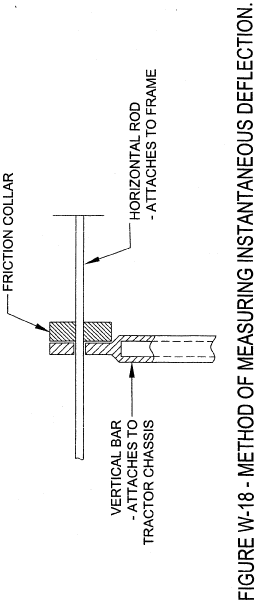 FRICTION COLLAR
HORIZONTAL ROD
- ATTACHES TO FRAME
VERTICAL BAR
- ATTACHES TO
TRACTOR CHASSIS
FIGURE W-18 - METHOD OF MEASURING INSTANTANEOUS DEFLECTION.